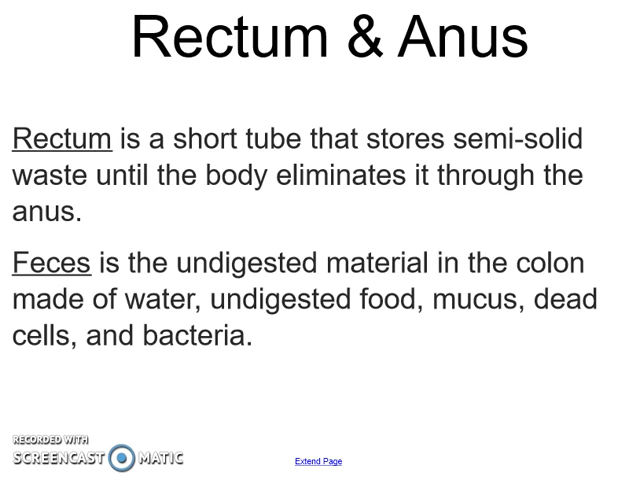 Rectum & Anus
Rectum is a short tube that stores semi-solid
waste until the body eliminates it through the
anus.
Feces is the undigested material in the colon
made of water, undigested food, mucus, dead
cells, and bacteria.
RECORDED WITH
SCREENCAST MATIC
Extend Page